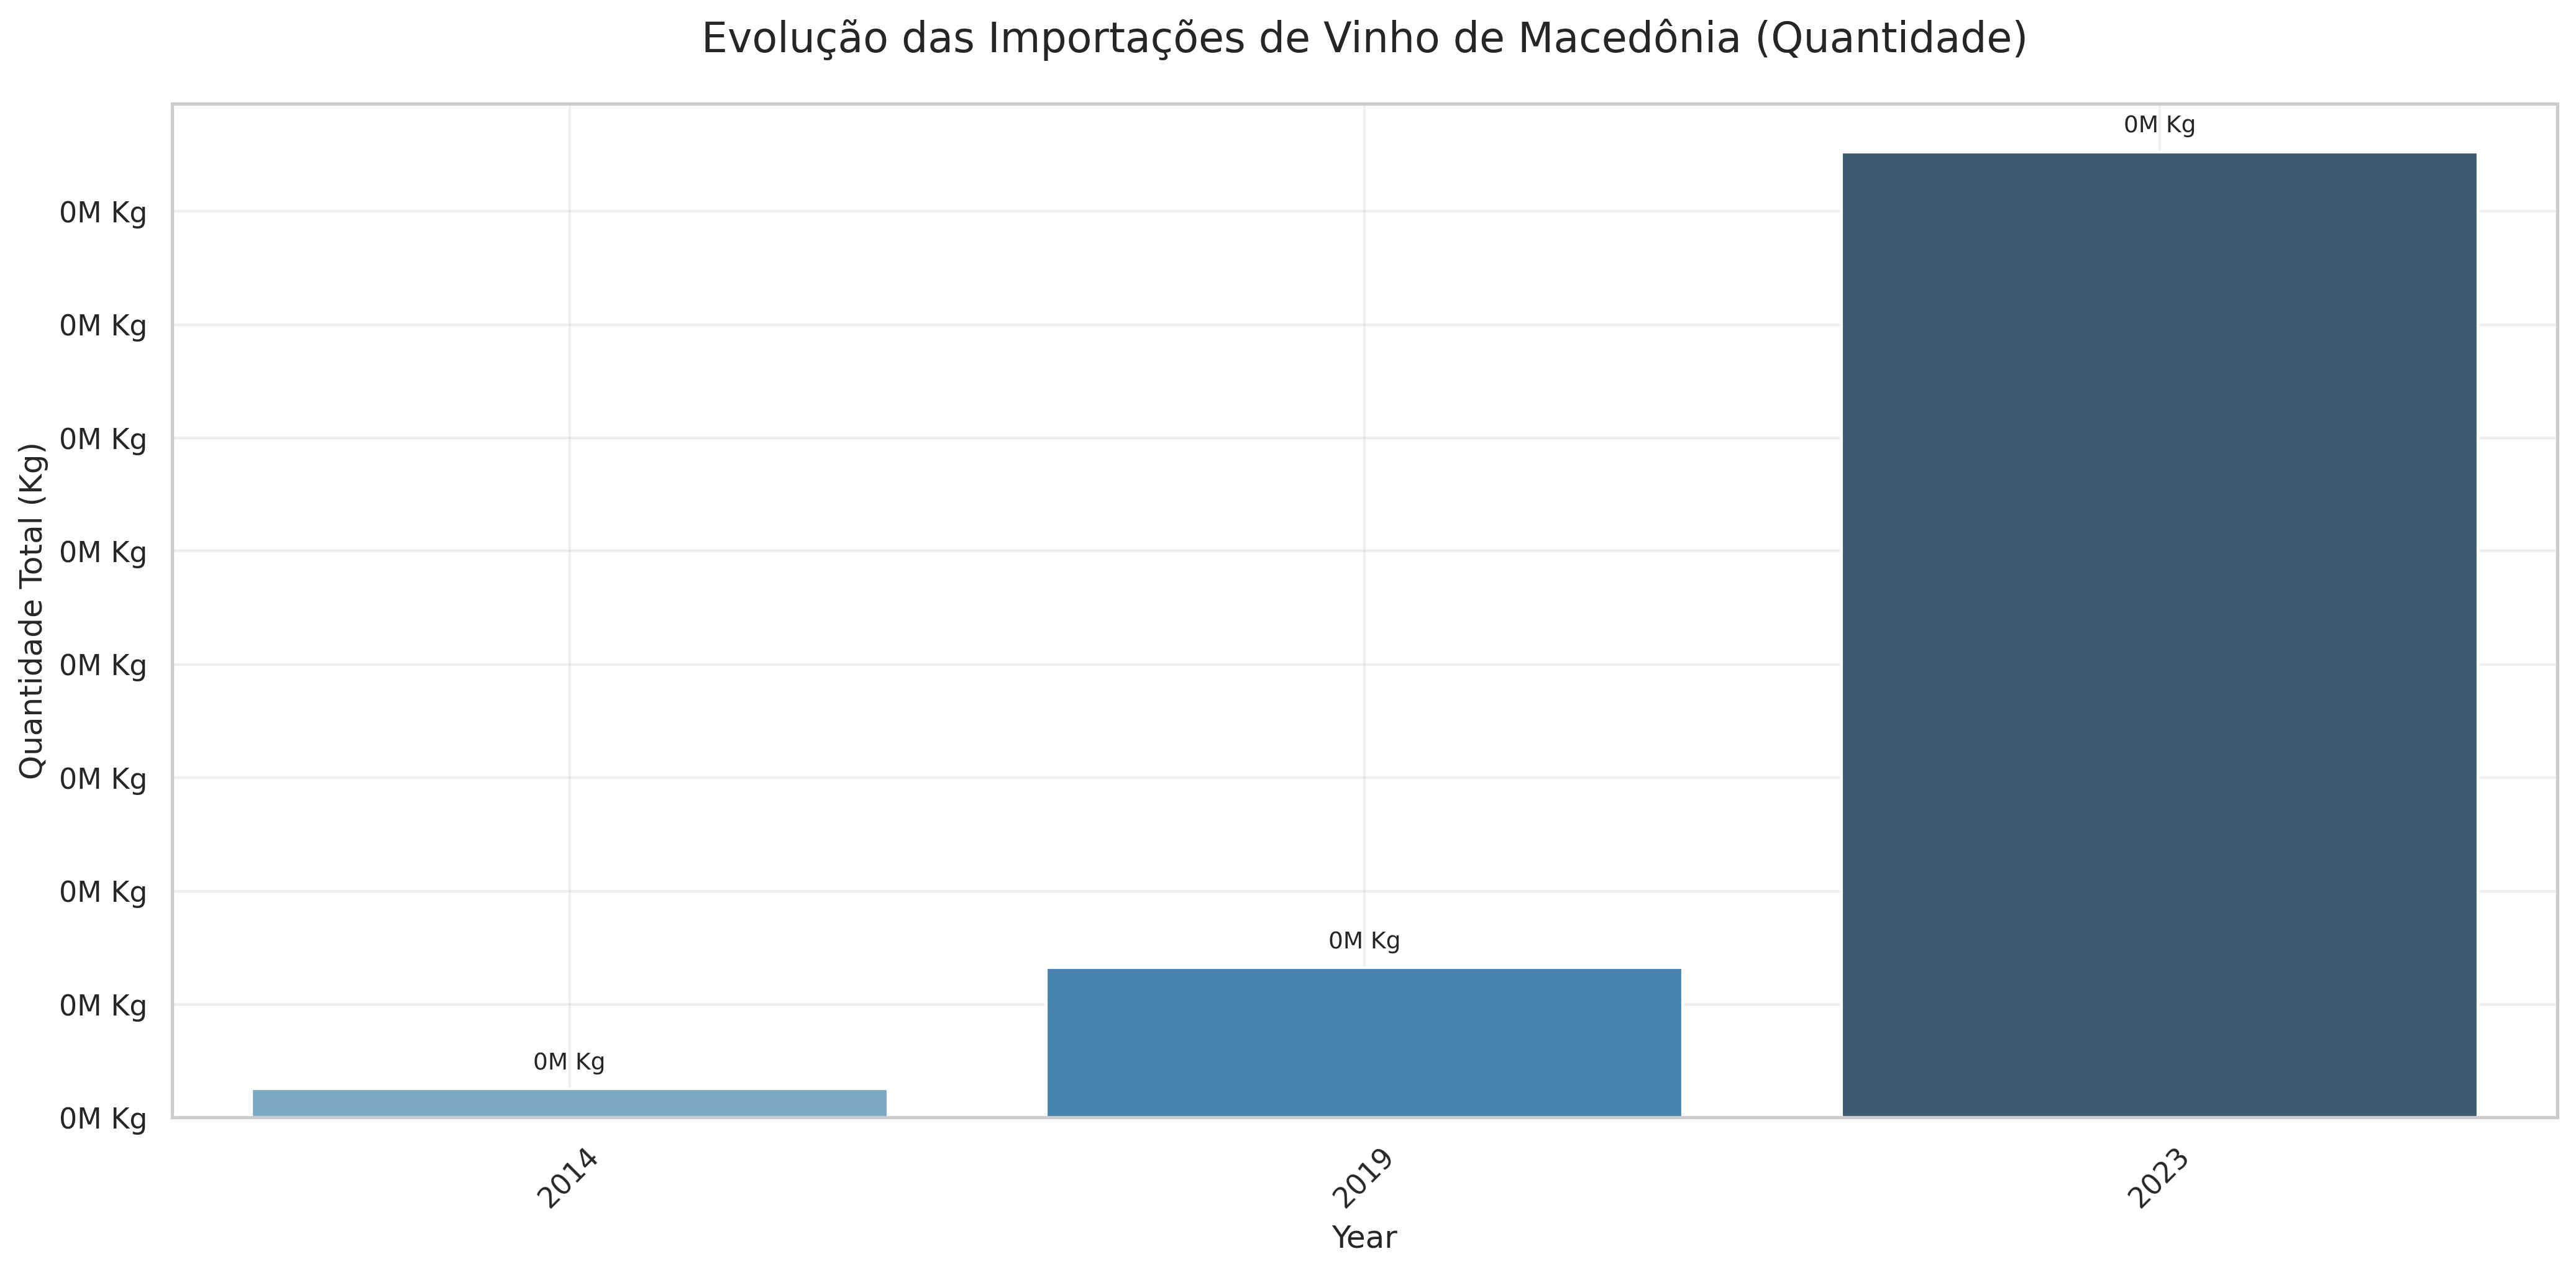 Evolução das Importações de Vinho de Macedônia (Quantidade)
0M Kg
0M Kg
0M Kg
0M Kg
0M Kg
0M Kg
0M Kg
0M Kg
0M Kg
Quantidade Total (Kg)
0M Kg
0M Kg
0M Kg
2014
2019
2023
Year